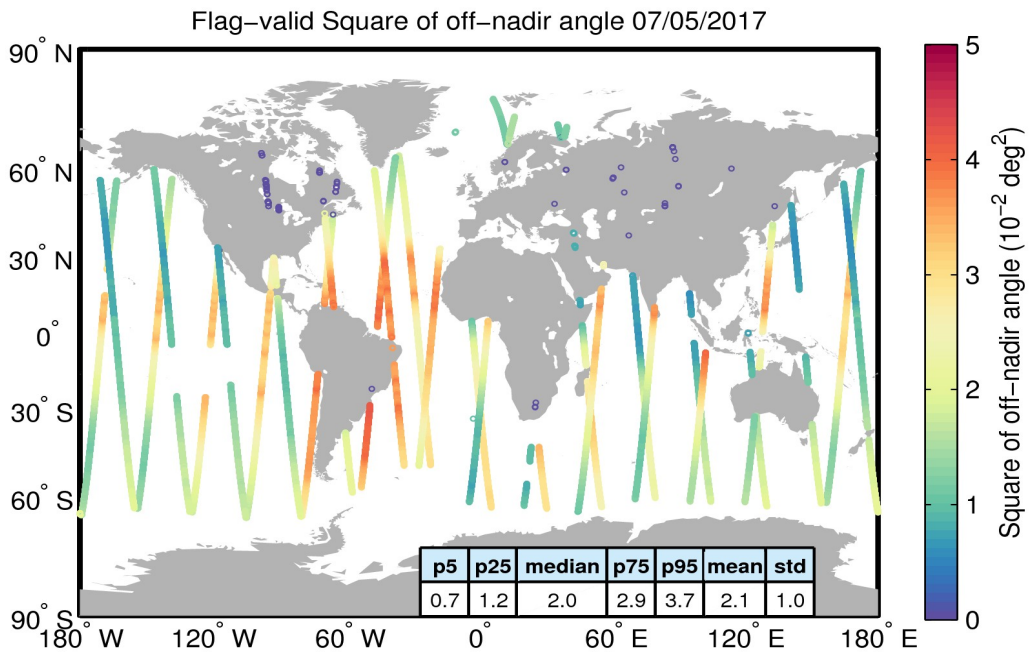 Flag−valid Square of off−nadir angle 07/05/2017
90° N
60° N
30° N
0°
30° S
60° S
90° S
180° W
120° W
60° W
0°
60° E
120° E
180° E
p5 p25 median p75 p95 mean std
0.7 1.2 2.0 2.9 3.7 2.1 1.0
5
4
3
2
1
0
Square of off−nadir angle (10⁻² deg²)